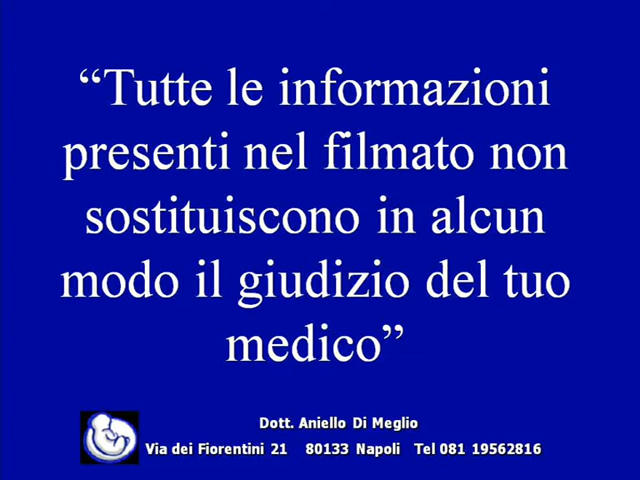 “Tutte le informazioni
presenti nel filmato non
sostituiscono in alcun
modo il giudizio del tuo
medico”
Dott. Aniello Di Meglio
Via dei Fiorentini 21 80133 Napoli Tel 081 19562816